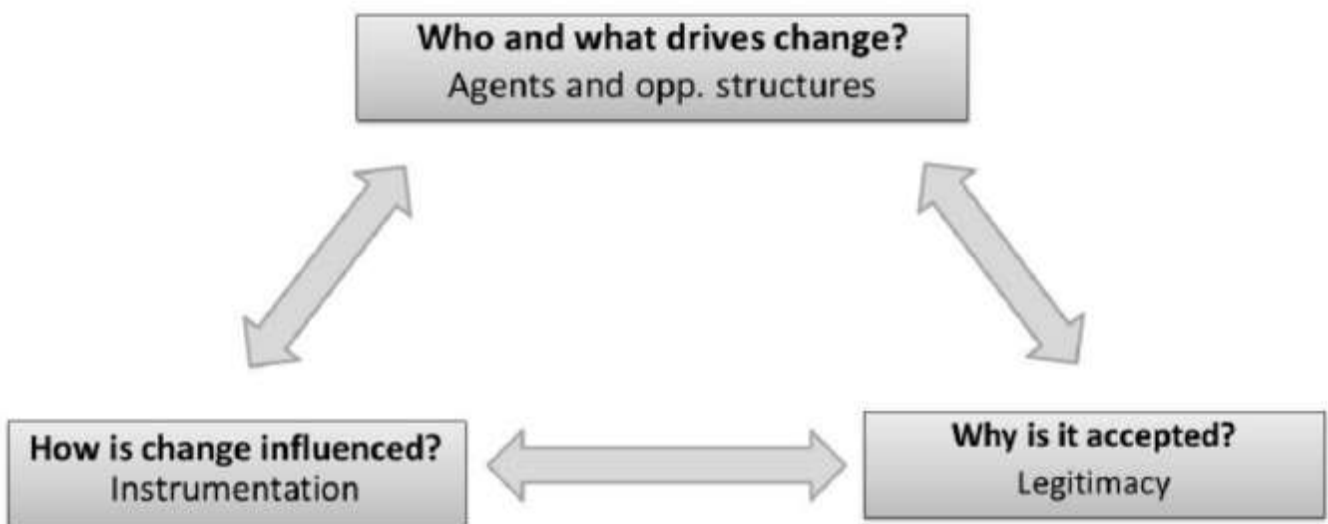 Who and what drives change?
Agents and opp. structures
How is change influenced?
Instrumentation
Why is it accepted?
Legitimacy